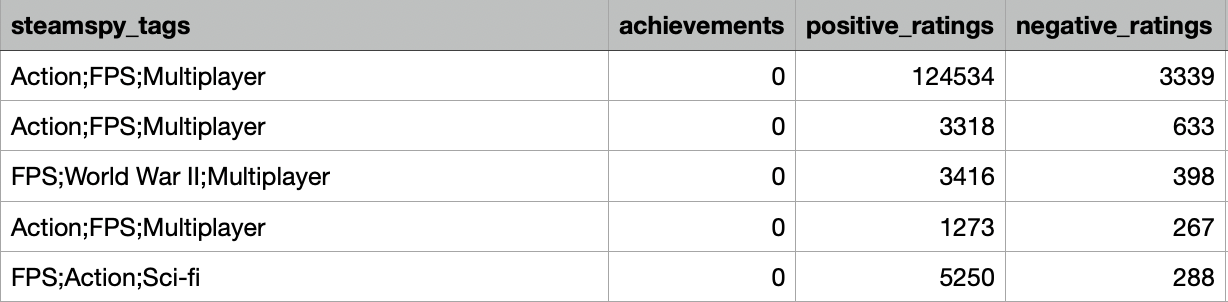 steamspy_tags achievements positive_ratings negative_ratings
Action;FPS;Multiplayer 0 124534 3339
Action;FPS;Multiplayer 0 3318 633
FPS;World War II;Multiplayer 0 3416 398
Action;FPS;Multiplayer 0 1273 267
FPS;Action;Sci-fi 0 5250 288